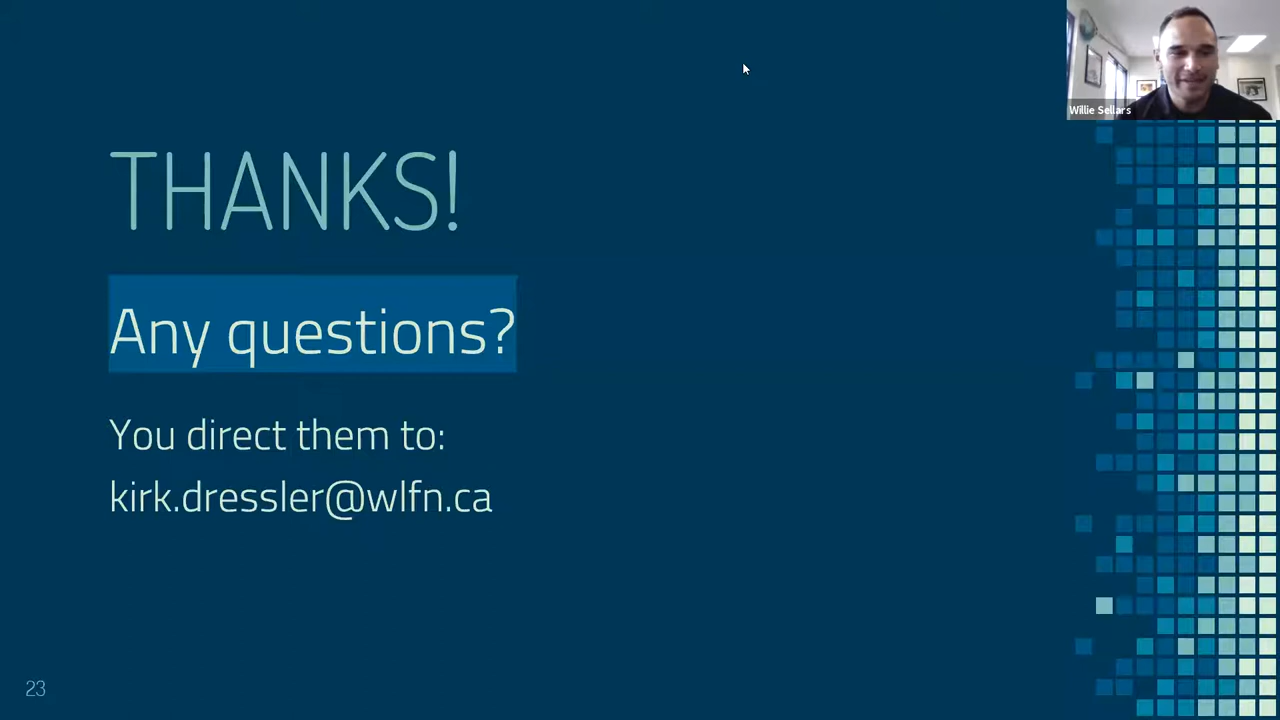 Willie Sellars
THANKS!
Any questions?
You direct them to:
kirk.dressler@wlfn.ca
23